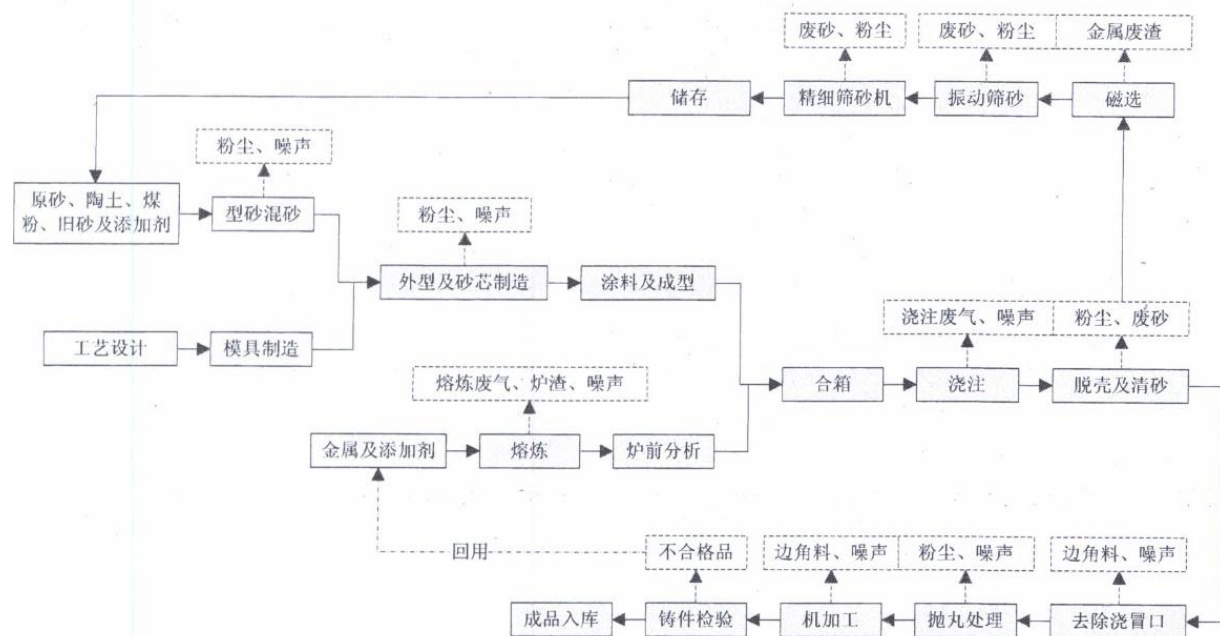 废砂、粉尘
废砂、粉尘
金属废渣
储存
精细筛砂机
振动筛砂
磁选
粉尘、噪声
原砂、陶土、煤
粉、旧砂及添加剂
型砂混砂
粉尘、噪声
外型及砂芯制造
涂料及成型
工艺设计
模具制造
浇注废气、噪声
粉尘、废砂
熔炼废气、炉渣、噪声
合箱
浇注
脱壳及清砂
金属及添加剂
熔炼
炉前分析
回用
不合格品
边角料、噪声
粉尘、噪声
边角料、噪声
成品入库
铸件检验
机加工
抛丸处理
去除浇冒口